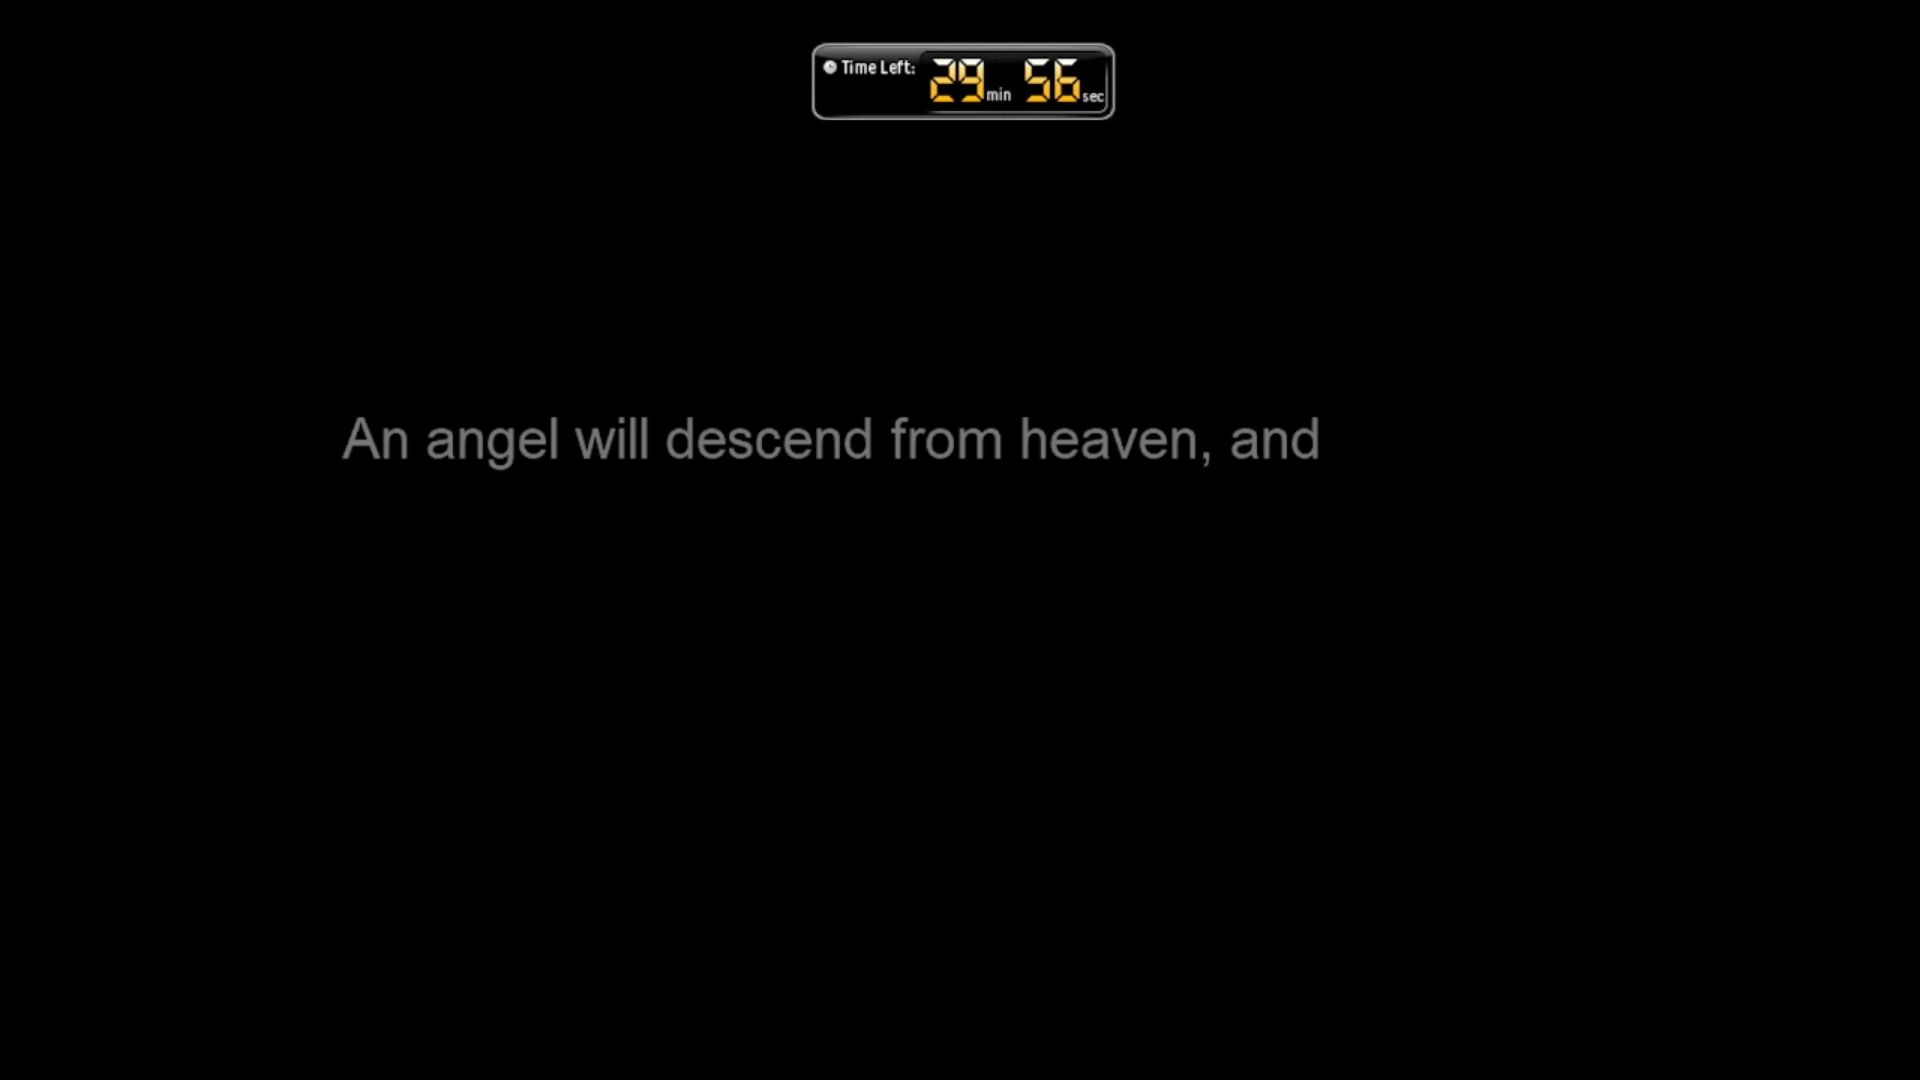 Time Left: 29 min 56 sec
An angel will descend from heaven, and